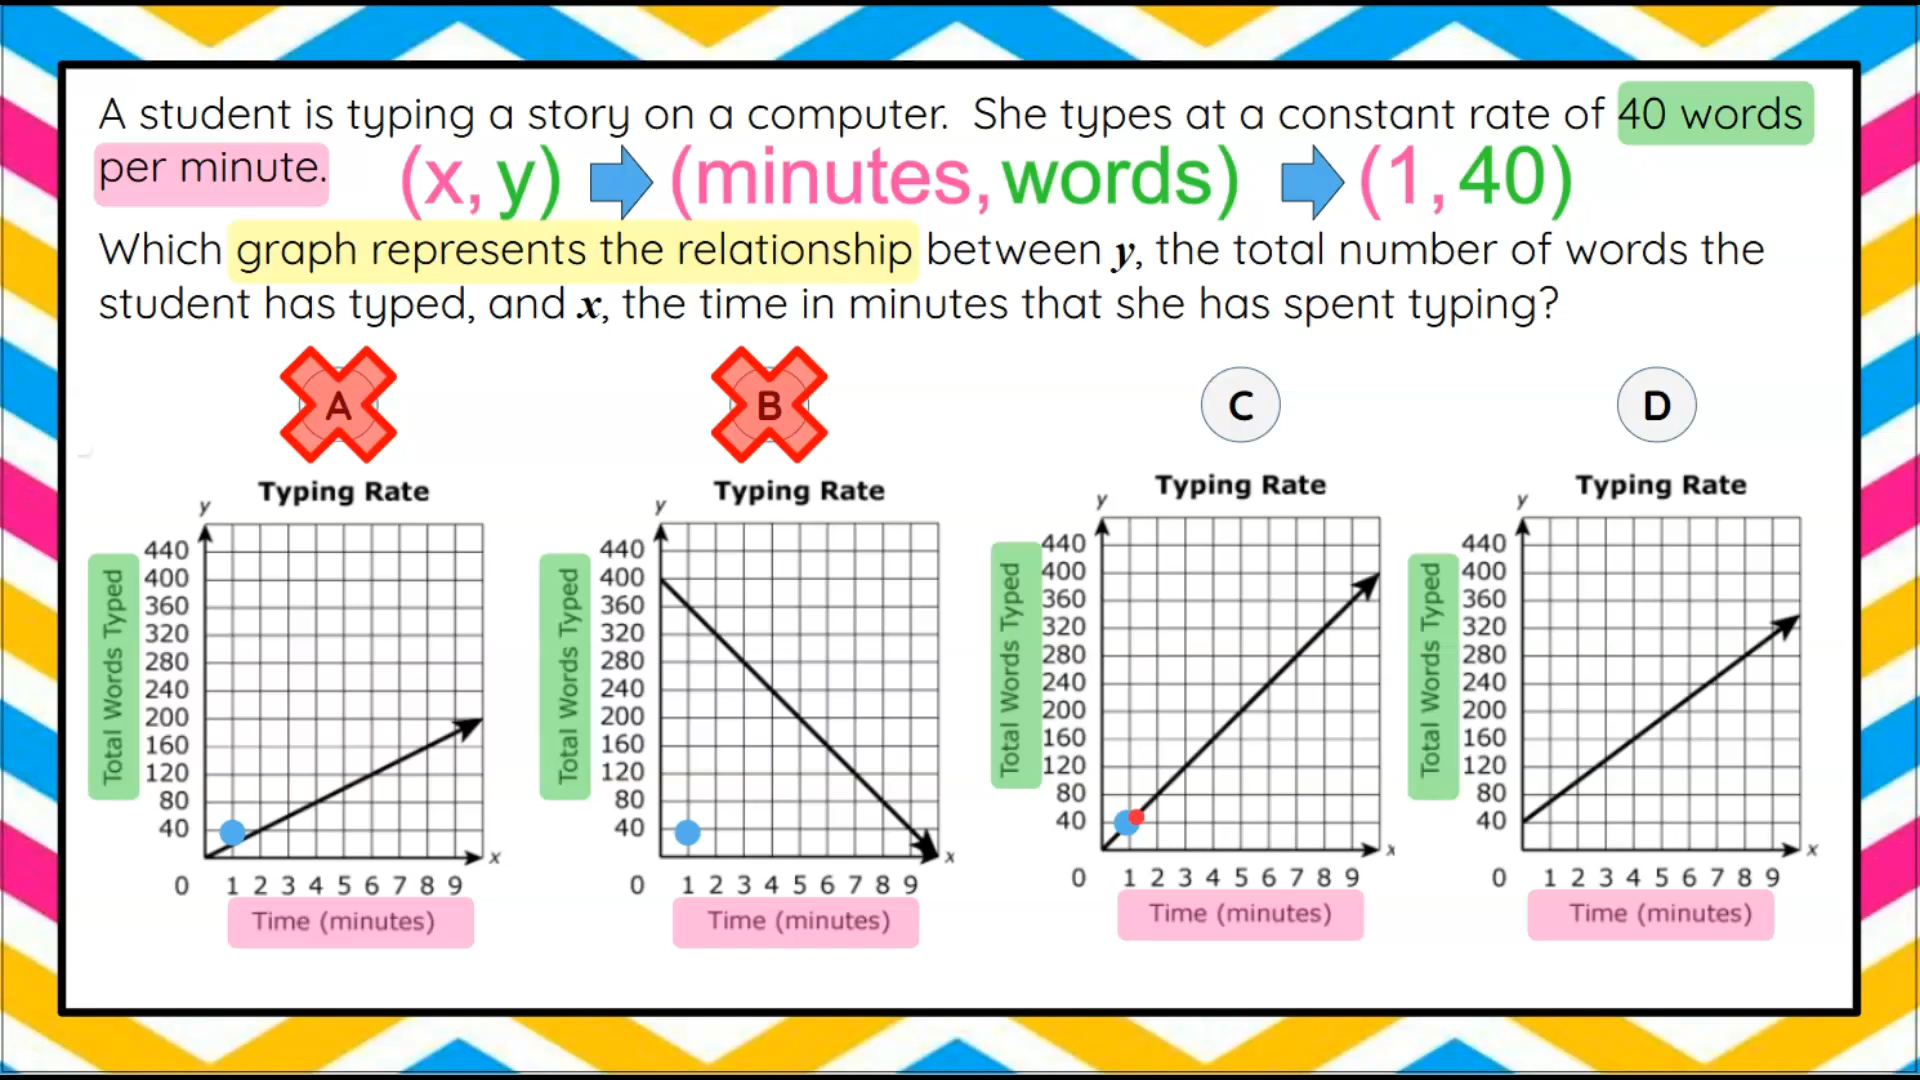 A student is typing a story on a computer. She types at a constant rate of 40 words
per minute. (x, y) (minutes, words) (1, 40)
Which graph represents the relationship between y, the total number of words the
student has typed, and x, the time in minutes that she has spent typing?
A
B
C
D
Typing Rate
y
440
400
360
320
280
240
200
160
120
80
40
0 1 2 3 4 5 6 7 8 9
x
Total Words Typed
Time (minutes)
Typing Rate
y
440
400
360
320
280
240
200
160
120
80
40
0 1 2 3 4 5 6 7 8 9
x
Total Words Typed
Time (minutes)
Typing Rate
y
440
400
360
320
280
240
200
160
120
80
40
0 1 2 3 4 5 6 7 8 9
x
Total Words Typed
Time (minutes)
Typing Rate
y
440
400
360
320
280
240
200
160
120
80
40
0 1 2 3 4 5 6 7 8 9
x
Total Words Typed
Time (minutes)